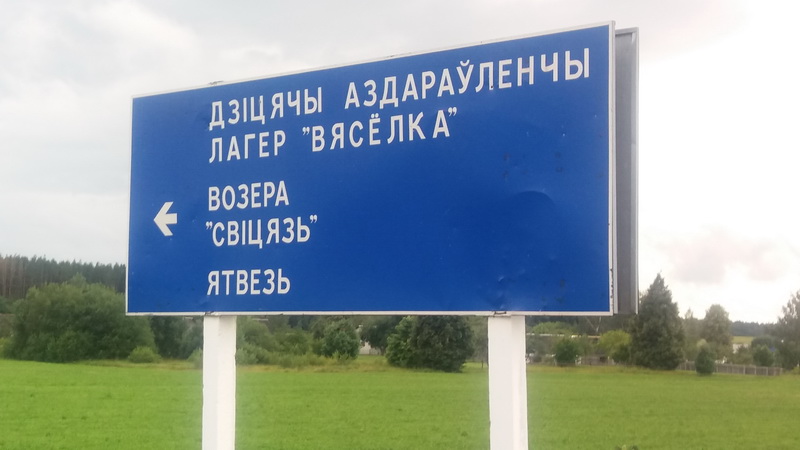 ДЗІЦЯЧЫ АЗДАРАЎЛЕНЧЫ
ЛАГЕР "ВЯСЁЛКА"
ВОЗЕРА
"СВІЦЯЗЬ"
ЯТВЕЗЬ